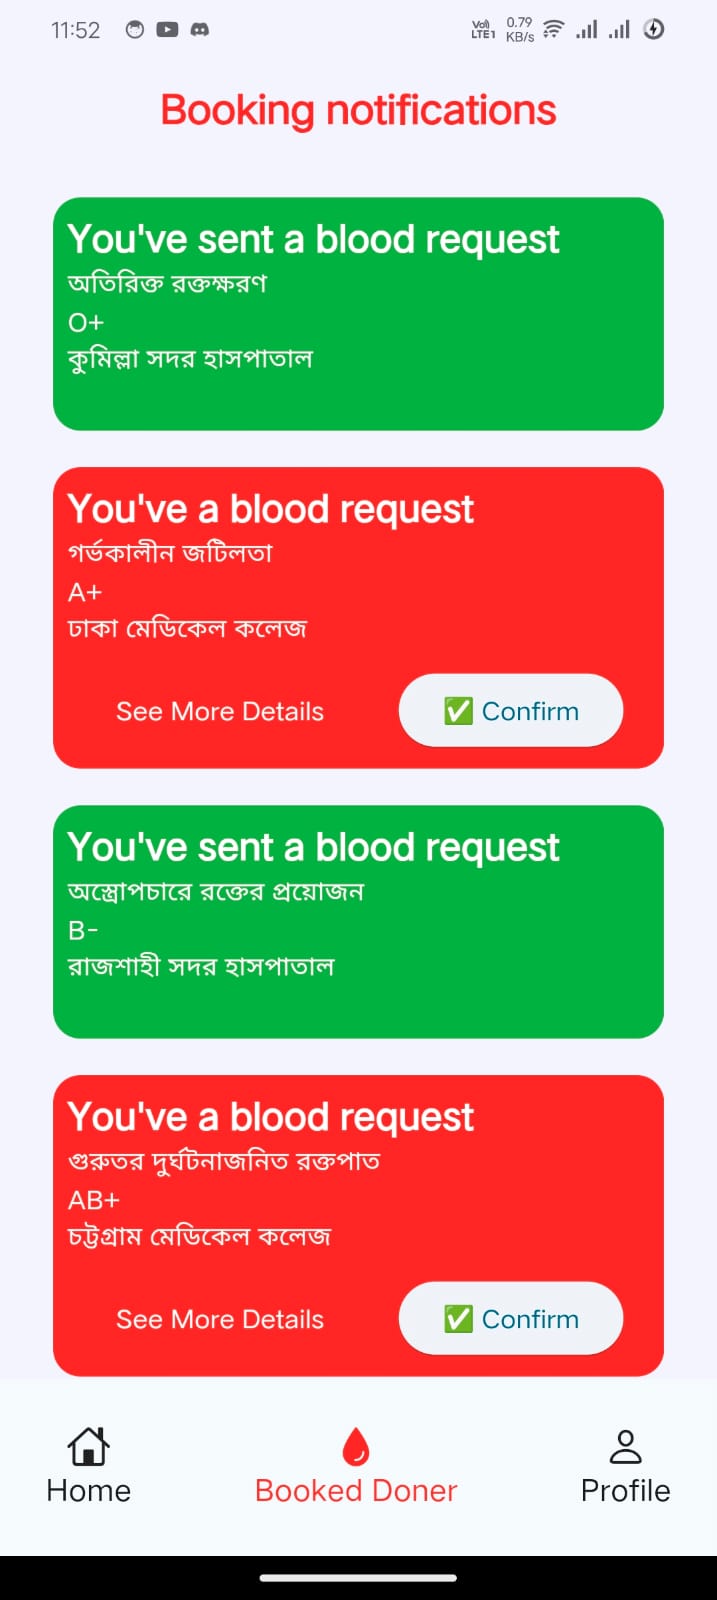 11:52
Vo)) LTE1 0.79 KB/s
Booking notifications
You've sent a blood request
অতিরিক্ত রক্তক্ষরণ
O+
কুমিল্লা সদর হাসপাতাল
You've a blood request
গর্ভকালীন জটিলতা
A+
ঢাকা মেডিকেল কলেজ
See More Details ✅ Confirm
You've sent a blood request
অস্ত্রোপচারে রক্তের প্রয়োজন
B-
রাজশাহী সদর হাসপাতাল
You've a blood request
গুরুতর দুর্ঘটনাজনিত রক্তপাত
AB+
চট্টগ্রাম মেডিকেল কলেজ
See More Details ✅ Confirm
Home Booked Doner Profile